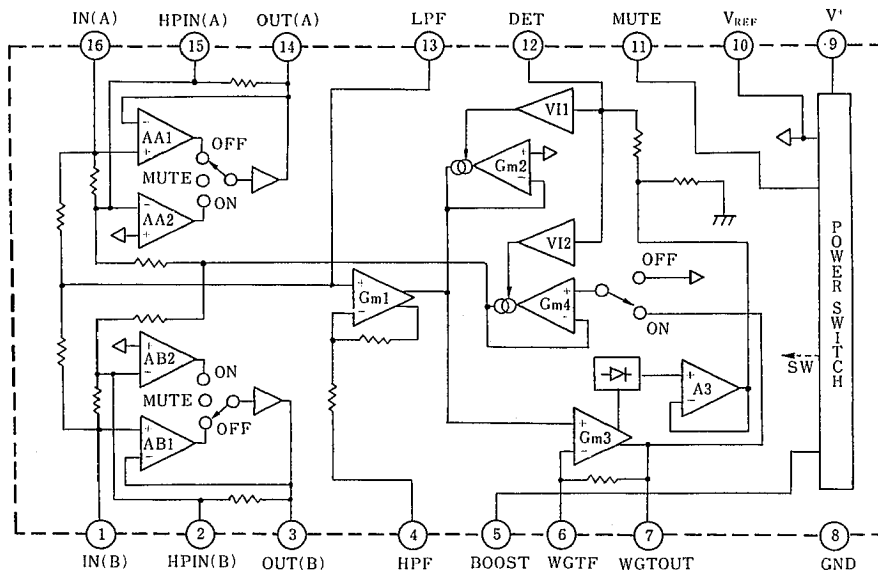 IN(A) HPIN(A) OUT(A) LPF DET MUTE VREF V+
16 15 14 13 12 11 10 9
AA1
OFF
MUTE
AA2
ON
VI1
Gm2
VI2
OFF
Gm1
Gm4
ON
POWER SWITCH
SW
AB2
ON
MUTE
OFF
AB1
A3
Gm3
1 2 3 4 5 6 7 8
IN(B) HPIN(B) OUT(B) HPF BOOST WGTF WGTOUT GND